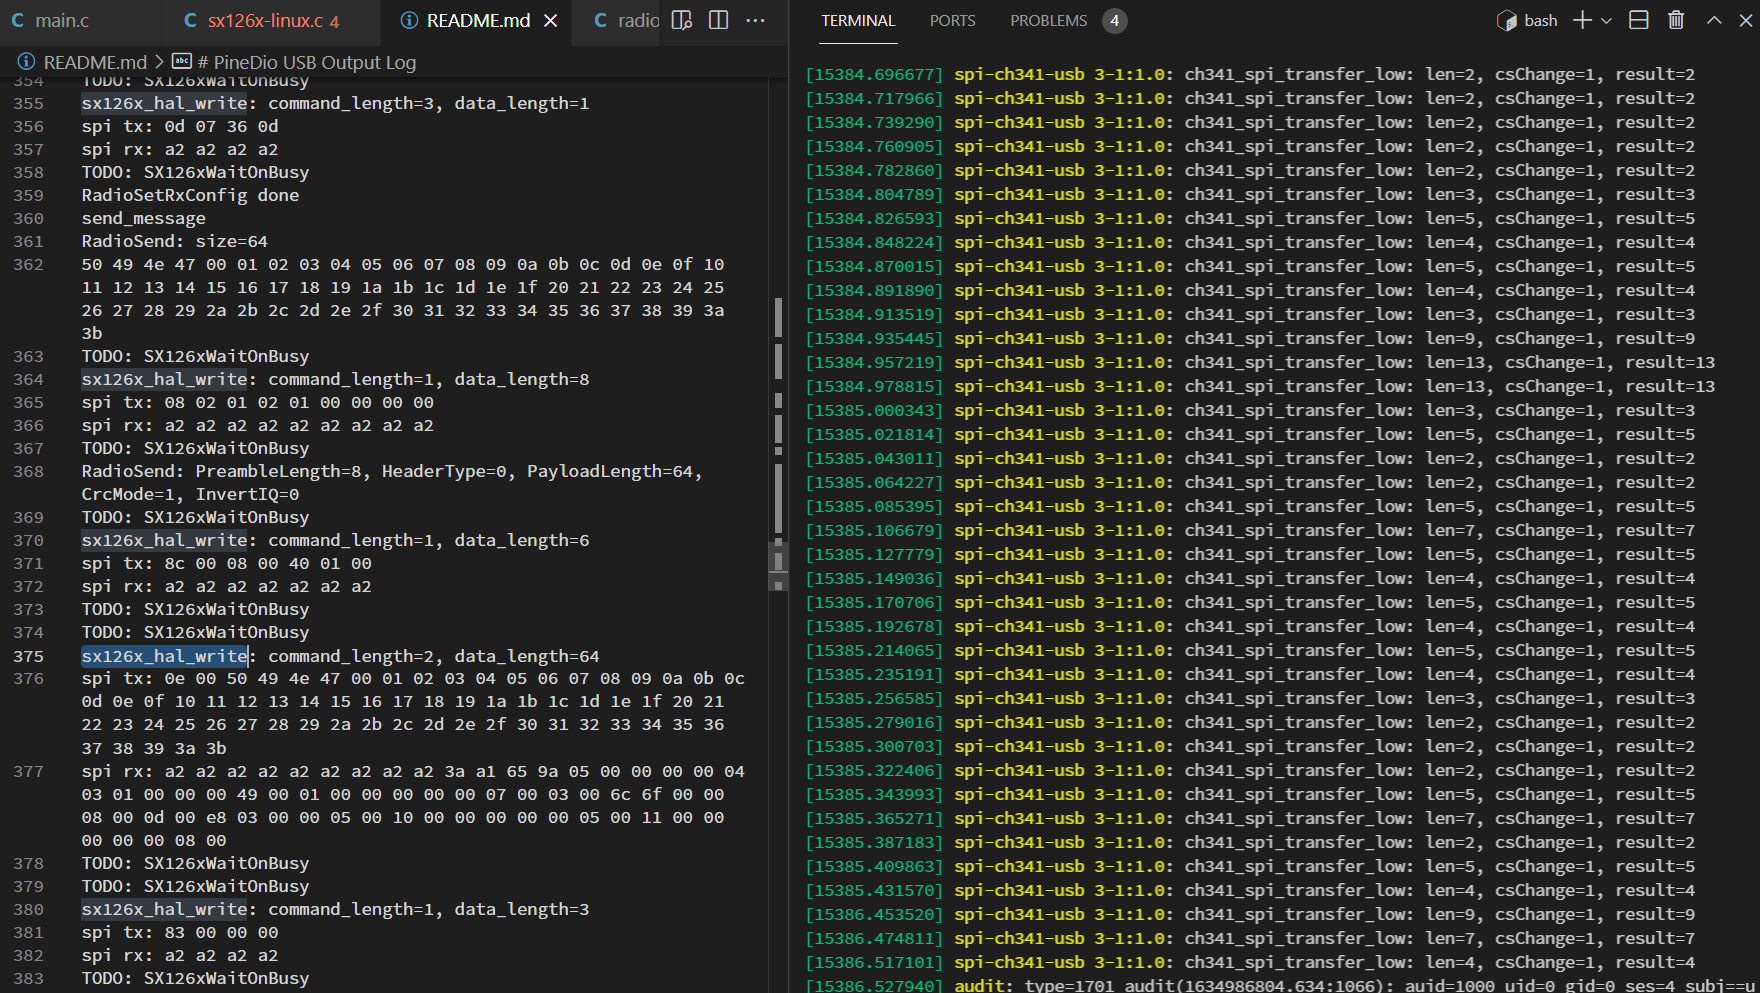 main.c
sx126x-linux.c 4
README.md
radio
README.md > # PineDio USB Output Log
354 TODO: SX126xWaitOnBusy
355 sx126x_hal_write: command_length=3, data_length=1
356 spi tx: 0d 07 36 0d
357 spi rx: a2 a2 a2 a2
358 TODO: SX126xWaitOnBusy
359 RadioSetRxConfig done
360 send_message
361 RadioSend: size=64
362 50 49 4e 47 00 01 02 03 04 05 06 07 08 09 0a 0b 0c 0d 0e 0f 10
11 12 13 14 15 16 17 18 19 1a 1b 1c 1d 1e 1f 20 21 22 23 24 25
26 27 28 29 2a 2b 2c 2d 2e 2f 30 31 32 33 34 35 36 37 38 39 3a
3b
363 TODO: SX126xWaitOnBusy
364 sx126x_hal_write: command_length=1, data_length=8
365 spi tx: 08 02 01 02 01 00 00 00 00
366 spi rx: a2 a2 a2 a2 a2 a2 a2 a2 a2
367 TODO: SX126xWaitOnBusy
368 RadioSend: PreambleLength=8, HeaderType=0, PayloadLength=64,
CrcMode=1, InvertIQ=0
369 TODO: SX126xWaitOnBusy
370 sx126x_hal_write: command_length=1, data_length=6
371 spi tx: 8c 00 08 00 40 01 00
372 spi rx: a2 a2 a2 a2 a2 a2 a2
373 TODO: SX126xWaitOnBusy
374 TODO: SX126xWaitOnBusy
375 sx126x_hal_write: command_length=2, data_length=64
376 spi tx: 0e 00 50 49 4e 47 00 01 02 03 04 05 06 07 08 09 0a 0b 0c
0d 0e 0f 10 11 12 13 14 15 16 17 18 19 1a 1b 1c 1d 1e 1f 20 21
22 23 24 25 26 27 28 29 2a 2b 2c 2d 2e 2f 30 31 32 33 34 35 36
37 38 39 3a 3b
377 spi rx: a2 a2 a2 a2 a2 a2 a2 a2 a2 3a a1 65 9a 05 00 00 00 00 04
03 01 00 00 00 49 00 01 00 00 00 00 00 07 00 03 00 6c 6f 00 00
08 00 0d 00 e8 03 00 00 05 00 10 00 00 00 00 00 05 00 11 00 00
00 00 00 08 00
378 TODO: SX126xWaitOnBusy
379 TODO: SX126xWaitOnBusy
380 sx126x_hal_write: command_length=1, data_length=3
381 spi tx: 83 00 00 00
382 spi rx: a2 a2 a2 a2
383 TODO: SX126xWaitOnBusy
TERMINAL PORTS PROBLEMS 4 bash
[15384.696677] spi-ch341-usb 3-1:1.0: ch341_spi_transfer_low: len=2, csChange=1, result=2
[15384.717966] spi-ch341-usb 3-1:1.0: ch341_spi_transfer_low: len=2, csChange=1, result=2
[15384.739290] spi-ch341-usb 3-1:1.0: ch341_spi_transfer_low: len=2, csChange=1, result=2
[15384.760905] spi-ch341-usb 3-1:1.0: ch341_spi_transfer_low: len=2, csChange=1, result=2
[15384.782860] spi-ch341-usb 3-1:1.0: ch341_spi_transfer_low: len=2, csChange=1, result=2
[15384.804789] spi-ch341-usb 3-1:1.0: ch341_spi_transfer_low: len=3, csChange=1, result=3
[15384.826593] spi-ch341-usb 3-1:1.0: ch341_spi_transfer_low: len=5, csChange=1, result=5
[15384.848224] spi-ch341-usb 3-1:1.0: ch341_spi_transfer_low: len=4, csChange=1, result=4
[15384.870015] spi-ch341-usb 3-1:1.0: ch341_spi_transfer_low: len=5, csChange=1, result=5
[15384.891890] spi-ch341-usb 3-1:1.0: ch341_spi_transfer_low: len=4, csChange=1, result=4
[15384.913519] spi-ch341-usb 3-1:1.0: ch341_spi_transfer_low: len=3, csChange=1, result=3
[15384.935445] spi-ch341-usb 3-1:1.0: ch341_spi_transfer_low: len=9, csChange=1, result=9
[15384.957219] spi-ch341-usb 3-1:1.0: ch341_spi_transfer_low: len=13, csChange=1, result=13
[15384.978815] spi-ch341-usb 3-1:1.0: ch341_spi_transfer_low: len=13, csChange=1, result=13
[15385.000343] spi-ch341-usb 3-1:1.0: ch341_spi_transfer_low: len=3, csChange=1, result=3
[15385.021814] spi-ch341-usb 3-1:1.0: ch341_spi_transfer_low: len=5, csChange=1, result=5
[15385.043011] spi-ch341-usb 3-1:1.0: ch341_spi_transfer_low: len=2, csChange=1, result=2
[15385.064227] spi-ch341-usb 3-1:1.0: ch341_spi_transfer_low: len=2, csChange=1, result=2
[15385.085395] spi-ch341-usb 3-1:1.0: ch341_spi_transfer_low: len=5, csChange=1, result=5
[15385.106679] spi-ch341-usb 3-1:1.0: ch341_spi_transfer_low: len=7, csChange=1, result=7
[15385.127779] spi-ch341-usb 3-1:1.0: ch341_spi_transfer_low: len=5, csChange=1, result=5
[15385.149036] spi-ch341-usb 3-1:1.0: ch341_spi_transfer_low: len=4, csChange=1, result=4
[15385.170706] spi-ch341-usb 3-1:1.0: ch341_spi_transfer_low: len=5, csChange=1, result=5
[15385.192678] spi-ch341-usb 3-1:1.0: ch341_spi_transfer_low: len=4, csChange=1, result=4
[15385.214065] spi-ch341-usb 3-1:1.0: ch341_spi_transfer_low: len=5, csChange=1, result=5
[15385.235191] spi-ch341-usb 3-1:1.0: ch341_spi_transfer_low: len=4, csChange=1, result=4
[15385.256585] spi-ch341-usb 3-1:1.0: ch341_spi_transfer_low: len=3, csChange=1, result=3
[15385.279016] spi-ch341-usb 3-1:1.0: ch341_spi_transfer_low: len=2, csChange=1, result=2
[15385.300703] spi-ch341-usb 3-1:1.0: ch341_spi_transfer_low: len=2, csChange=1, result=2
[15385.322406] spi-ch341-usb 3-1:1.0: ch341_spi_transfer_low: len=2, csChange=1, result=2
[15385.343993] spi-ch341-usb 3-1:1.0: ch341_spi_transfer_low: len=5, csChange=1, result=5
[15385.365271] spi-ch341-usb 3-1:1.0: ch341_spi_transfer_low: len=7, csChange=1, result=7
[15385.387183] spi-ch341-usb 3-1:1.0: ch341_spi_transfer_low: len=2, csChange=1, result=2
[15385.409863] spi-ch341-usb 3-1:1.0: ch341_spi_transfer_low: len=5, csChange=1, result=5
[15385.431570] spi-ch341-usb 3-1:1.0: ch341_spi_transfer_low: len=4, csChange=1, result=4
[15386.453520] spi-ch341-usb 3-1:1.0: ch341_spi_transfer_low: len=9, csChange=1, result=9
[15386.474811] spi-ch341-usb 3-1:1.0: ch341_spi_transfer_low: len=7, csChange=1, result=7
[15386.517101] spi-ch341-usb 3-1:1.0: ch341_spi_transfer_low: len=4, csChange=1, result=4
[15386.527940] audit: type=1701 audit(1634986804.634:1066): auid=1000 uid=0 gid=0 ses=4 subj==u